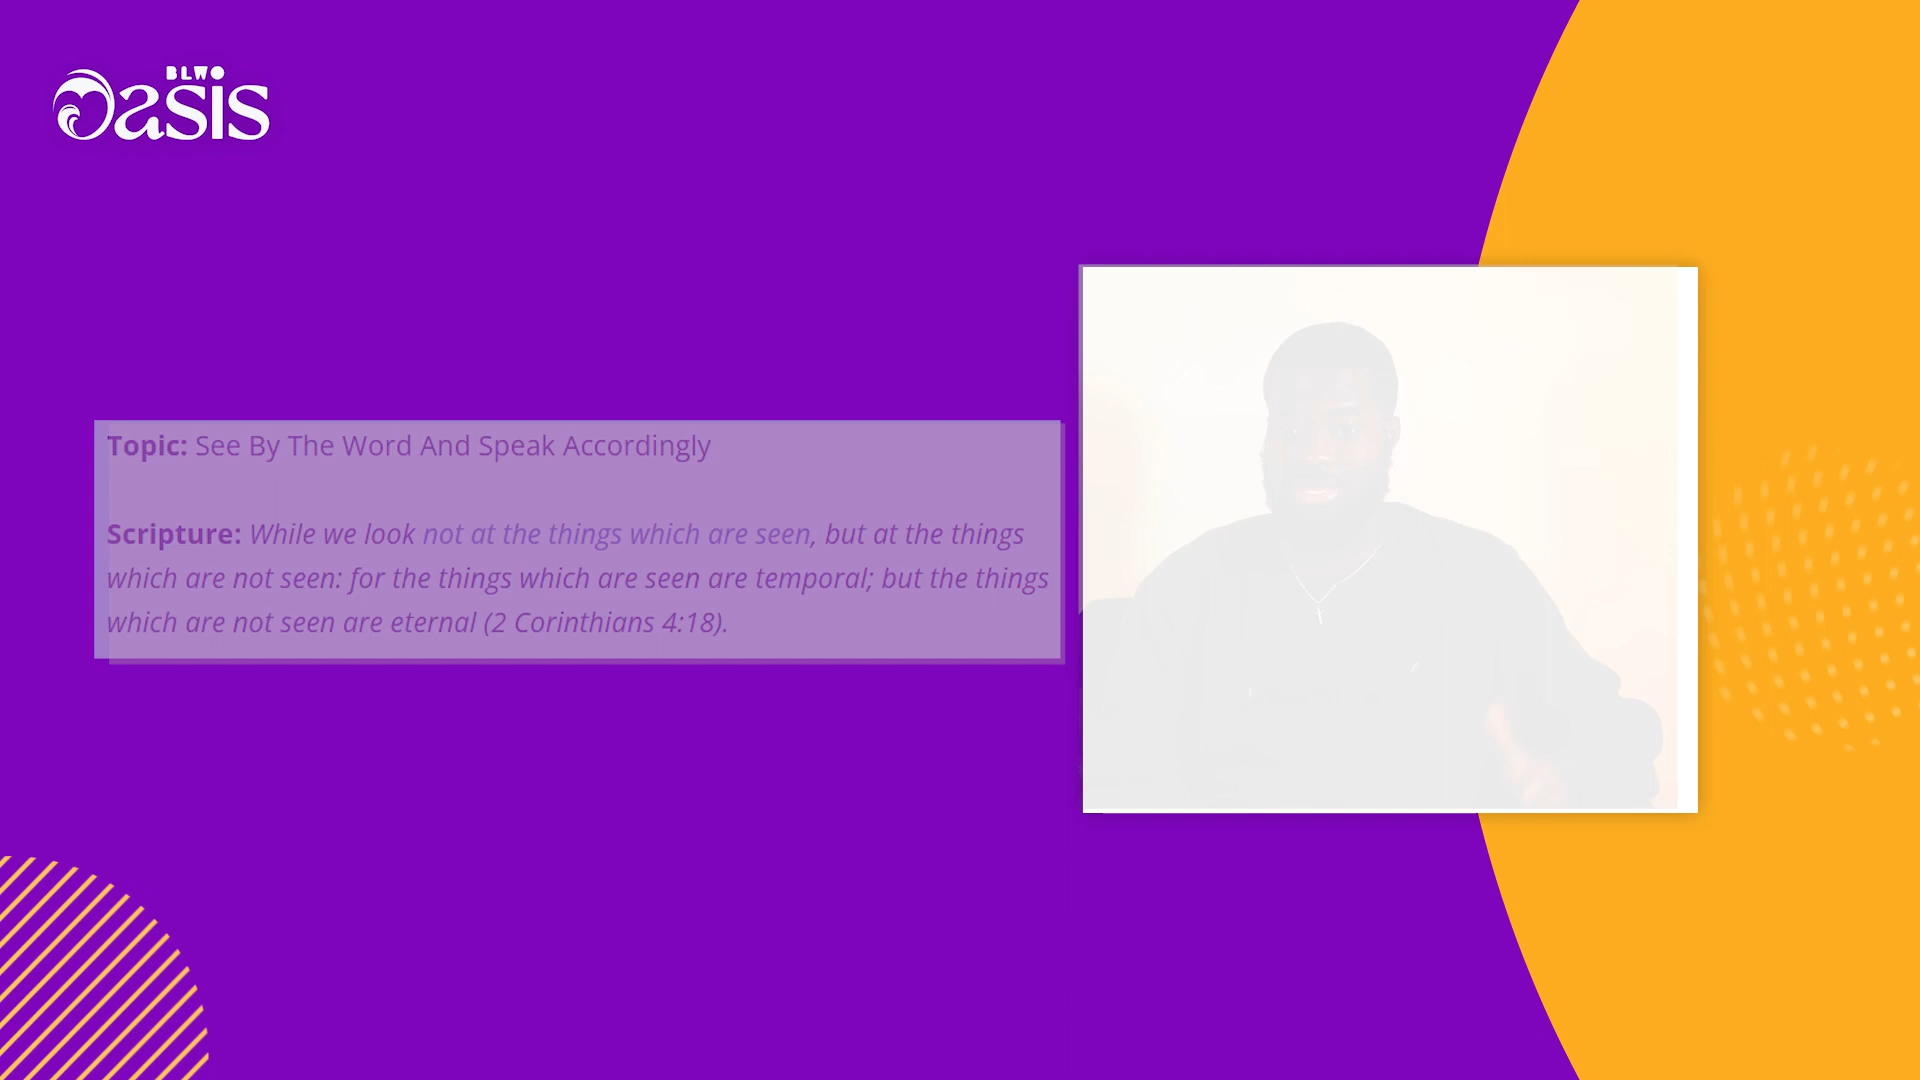 BLWO
Oasis
Topic: See By The Word And Speak Accordingly
Scripture: While we look not at the things which are seen, but at the things
which are not seen: for the things which are seen are temporal; but the things
which are not seen are eternal (2 Corinthians 4:18).